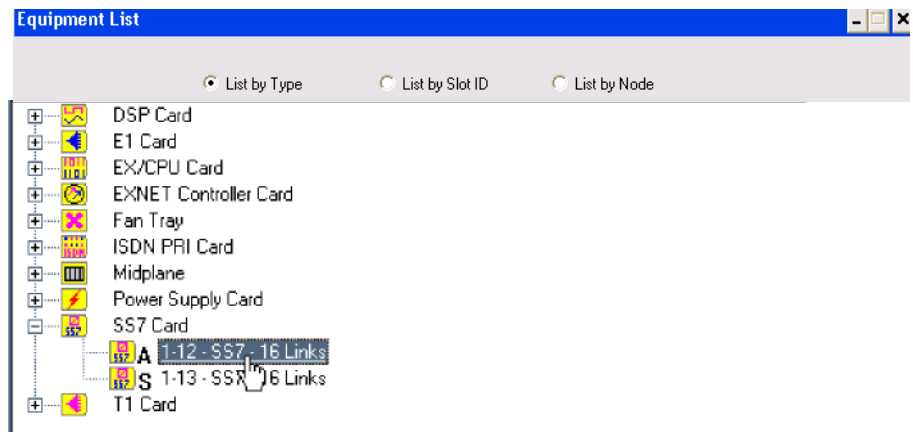 Equipment List
List by Type List by Slot ID List by Node
DSP Card
E1 Card
EX/CPU Card
EXNET Controller Card
Fan Tray
ISDN PRI Card
Midplane
Power Supply Card
SS7 Card
A 1-12 - SS7 - 16 Links
S 1-13 - SS 16 Links
T1 Card